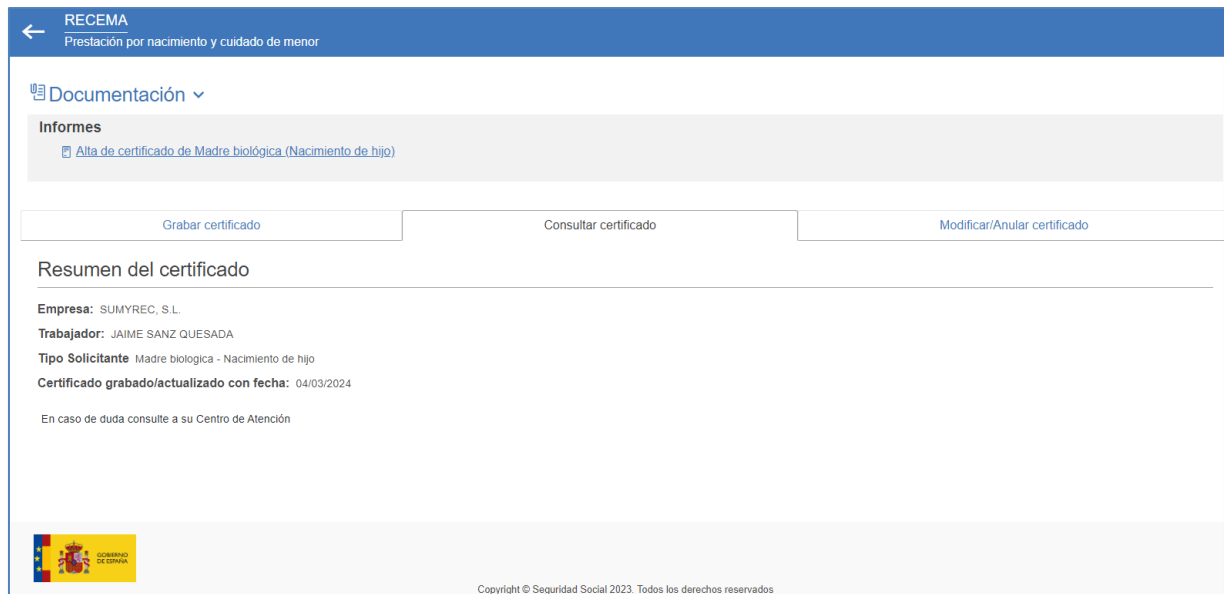 RECEMA
Prestación por nacimiento y cuidado de menor
Documentación
Informes
Alta de certificado de Madre biológica (Nacimiento de hijo)
Grabar certificado
Consultar certificado
Modificar/Anular certificado
Resumen del certificado
Empresa: SUMYREC, S.L.
Trabajador: JAIME SANZ QUESADA
Tipo Solicitante Madre biologica - Nacimiento de hijo
Certificado grabado/actualizado con fecha: 04/03/2024
En caso de duda consulte a su Centro de Atención
GOBIERNO
DE ESPAÑA
Copyright © Seguridad Social 2023. Todos los derechos reservados